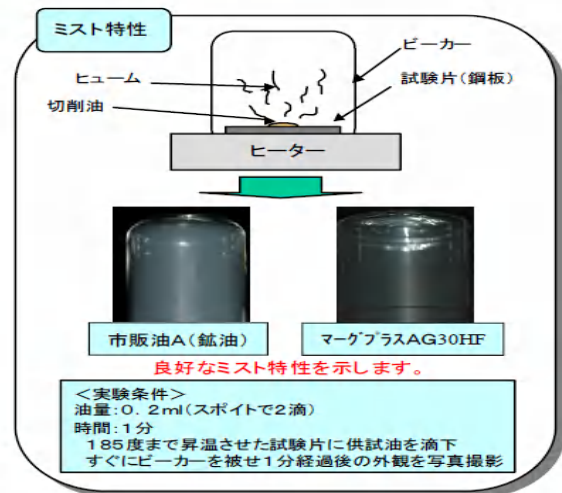 ミスト特性
ビーカー
ヒューム
試験片(鋼板)
切削油
ヒーター
市販油A(鉱油)
マーグプラスAG30HF
良好なミスト特性を示します。
<実験条件>
油量:0.2ml(スポイトで2滴)
時間:1分
185度まで昇温させた試験片に供試油を滴下
すぐにビーカーを被せ1分経過後の外観を写真撮影